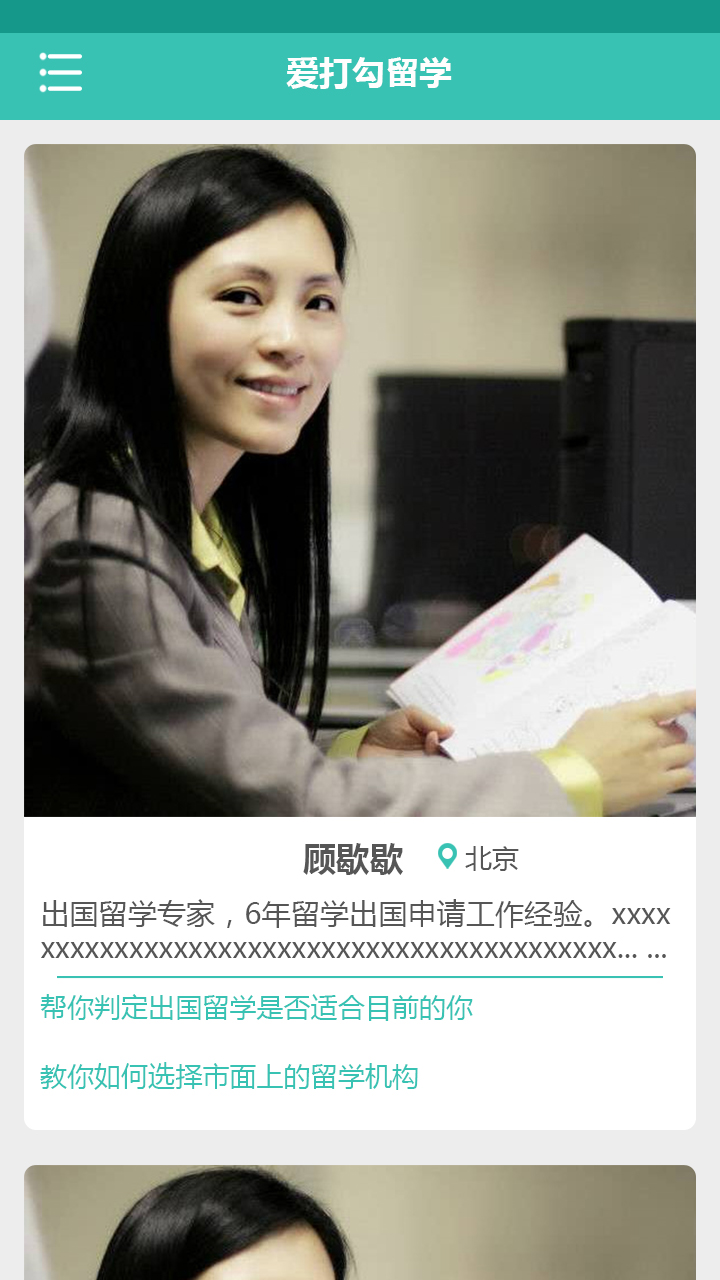 爱打勾留学
顾歇歇 北京
出国留学专家，6年留学出国申请工作经验。xxxx
xxxxxxxxxxxxxxxxxxxxxxxxxxxxxxxxxxxxxxxx... ...
帮你判定出国留学是否适合目前的你
教你如何选择市面上的留学机构